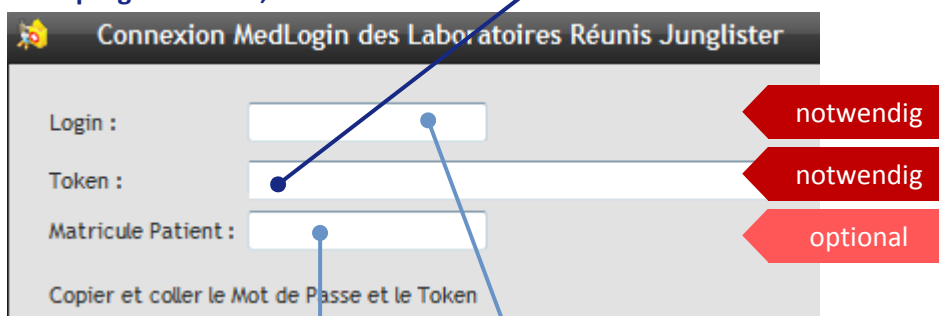 Connexion MedLogin des Laboratoires Réunis Junglister
Login :
notwendig
Token :
notwendig
Matricule Patient :
optional
Copier et coller le Mot de Passe et le Token